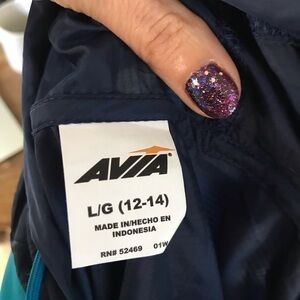 AVIA
L/G (12-14)
MADE IN/HECHO EN
INDONESIA
RN# 52469 01W